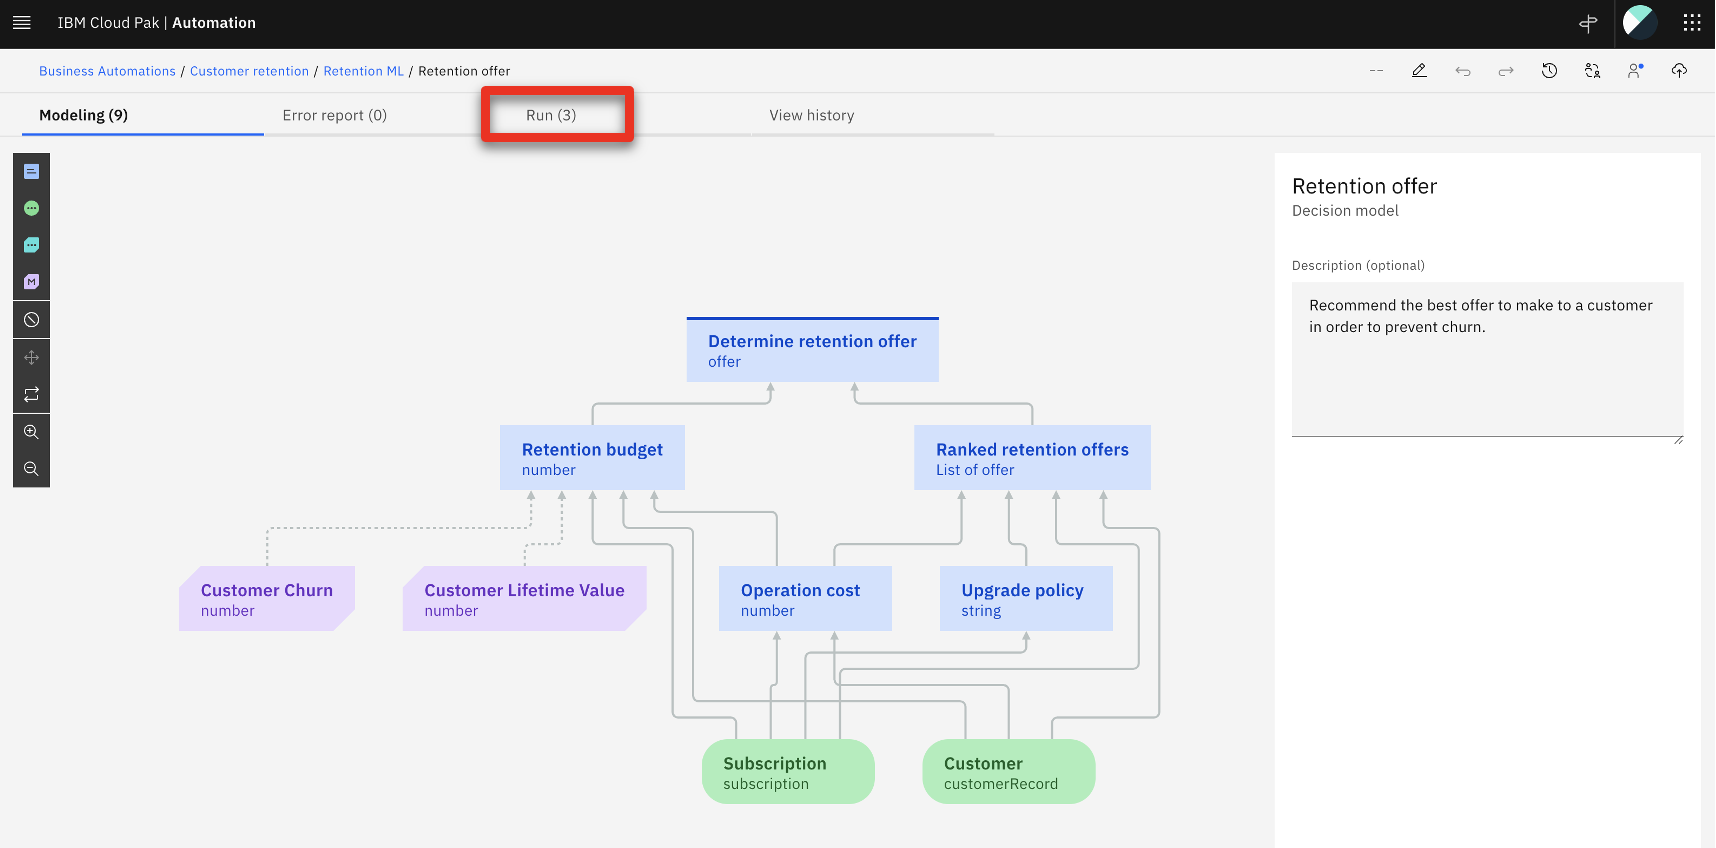 IBM Cloud Pak | Automation
Business Automations / Customer retention / Retention ML / Retention offer
--
Modeling (9)
Error report (0)
Run (3)
View history
M
Retention offer
Decision model
Description (optional)
Recommend the best offer to make to a customer
in order to prevent churn.
Determine retention offer
offer
Retention budget
number
Ranked retention offers
List of offer
Customer Churn
number
Customer Lifetime Value
number
Operation cost
number
Upgrade policy
string
Subscription
subscription
Customer
customerRecord